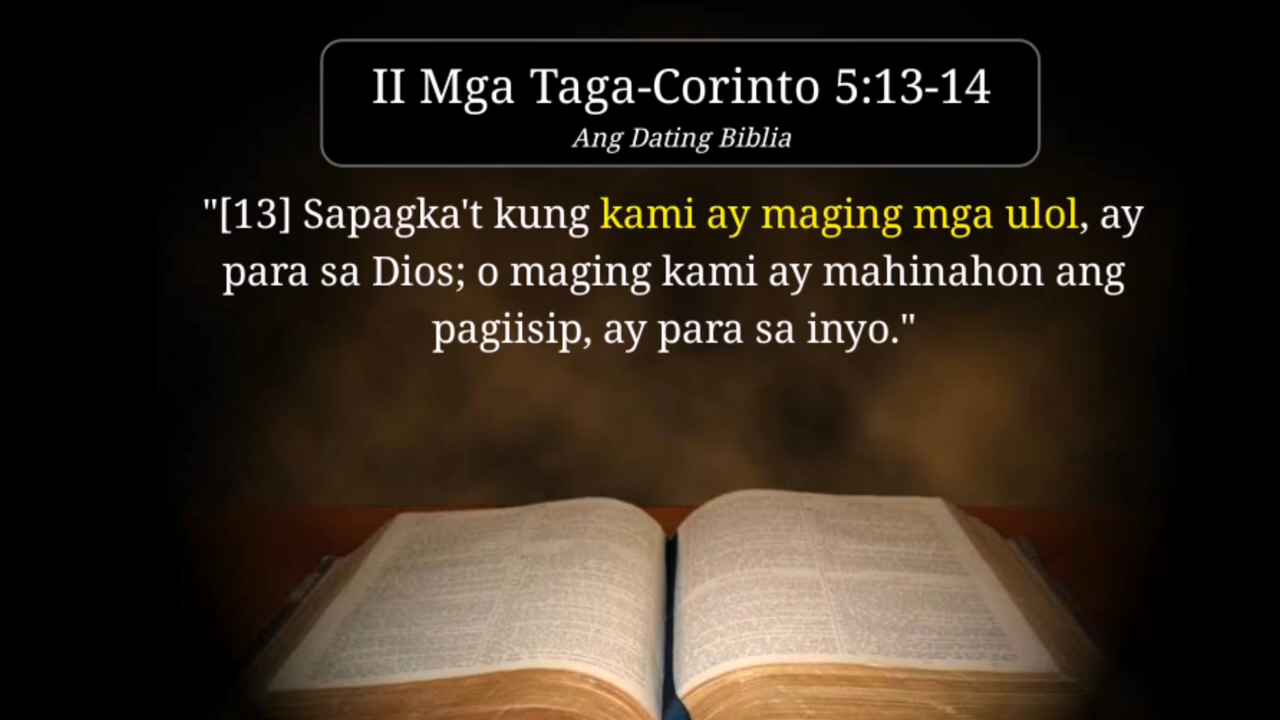 II Mga Taga-Corinto 5:13-14
Ang Dating Biblia
"[13] Sapagka't kung kami ay maging mga ulol, ay
para sa Dios; o maging kami ay mahinahon ang
pagiisip, ay para sa inyo."